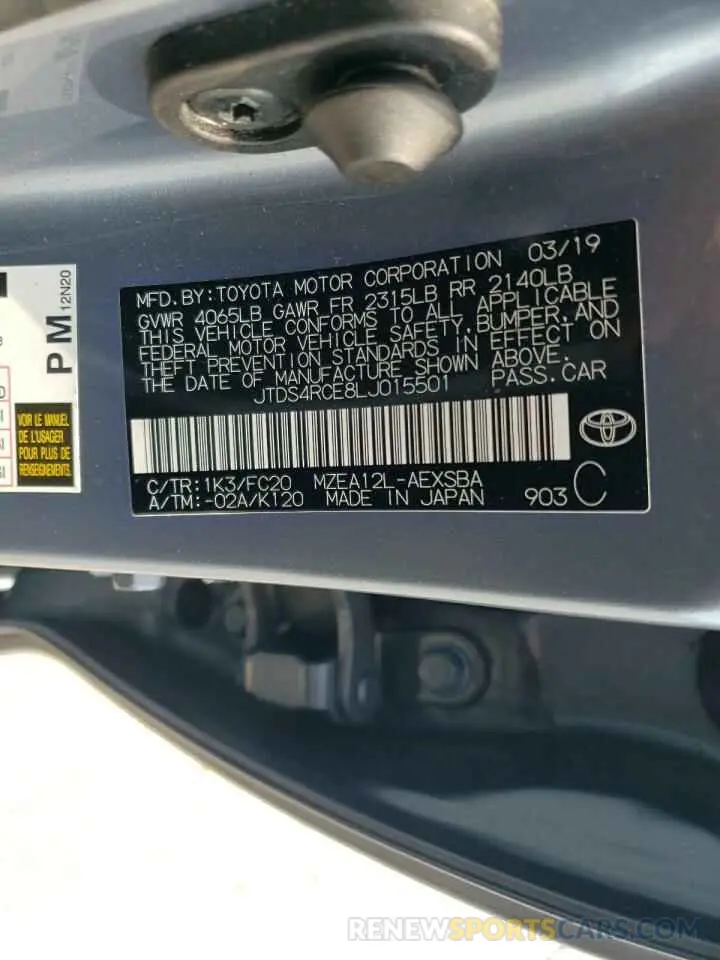 MFD. BY: TOYOTA MOTOR CORPORATION 03/19
GVWR 4065LB GAWR FR 2315LB RR 2140LB
THIS VEHICLE CONFORMS TO ALL APPLICABLE
FEDERAL MOTOR VEHICLE SAFETY, BUMPER, AND
THEFT PREVENTION STANDARDS IN EFFECT ON
THE DATE OF MANUFACTURE SHOWN ABOVE.
JTDS4RCE8LJ015501 PASS. CAR
C/TR: 1K3/FC20 MZEA12L-AEXSBA
A/TM: -02A/K120 MADE IN JAPAN 903 C
PM 12N20
VOIR LE MANUEL
DE L'USAGER
POUR PLUS DE
RENSEIGNEMENTS
RENEWSTREET.COM/AUTO